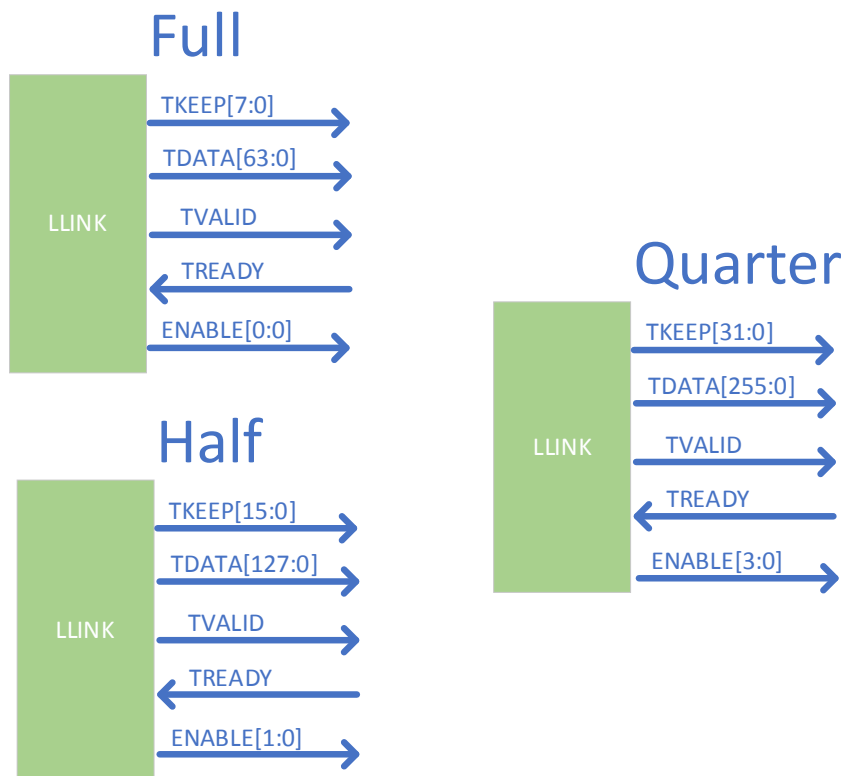 Full
LLINK
TKEEP[7:0]
TDATA[63:0]
TVALID
TREADY
ENABLE[0:0]
Half
LLINK
TKEEP[15:0]
TDATA[127:0]
TVALID
TREADY
ENABLE[1:0]
Quarter
LLINK
TKEEP[31:0]
TDATA[255:0]
TVALID
TREADY
ENABLE[3:0]